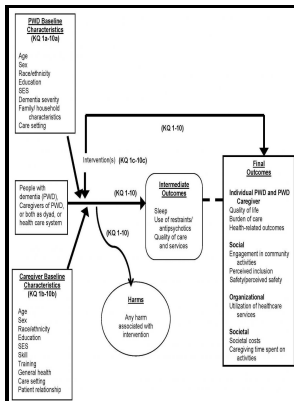 PWD Baseline
Characteristics
(KQ 1a-10a)
Age
Sex
Race/ethnicity
Education
SES
Dementia severity
Family/ household
characteristics
Care setting
(KQ 1-10)
Intervention(s) (KQ 1c-10c)
People with
dementia (PWD),
Caregivers of PWD,
or both as dyad, or
health care system
(KQ 1-10)
(KQ 1-10)
Intermediate
Outcomes
Sleep
Use of restraints/
antipsychotics
Quality of care
and services
Final
Outcomes
Individual PWD and PWD
Caregiver
Quality of life
Burden of care
Health-related outcomes
Social
Engagement in community
activities
Perceived inclusion
Safety/perceived safety
Organizational
Utilization of healthcare
services
Societal
Societal costs
Caregiving time spent on
activities
Harms
Any harm
associated with
intervention
Caregiver Baseline
Characteristics
(KQ 1b-10b)
Age
Sex
Race/ethnicity
Education
SES
Skill
Training
General health
Care setting
Patient relationship